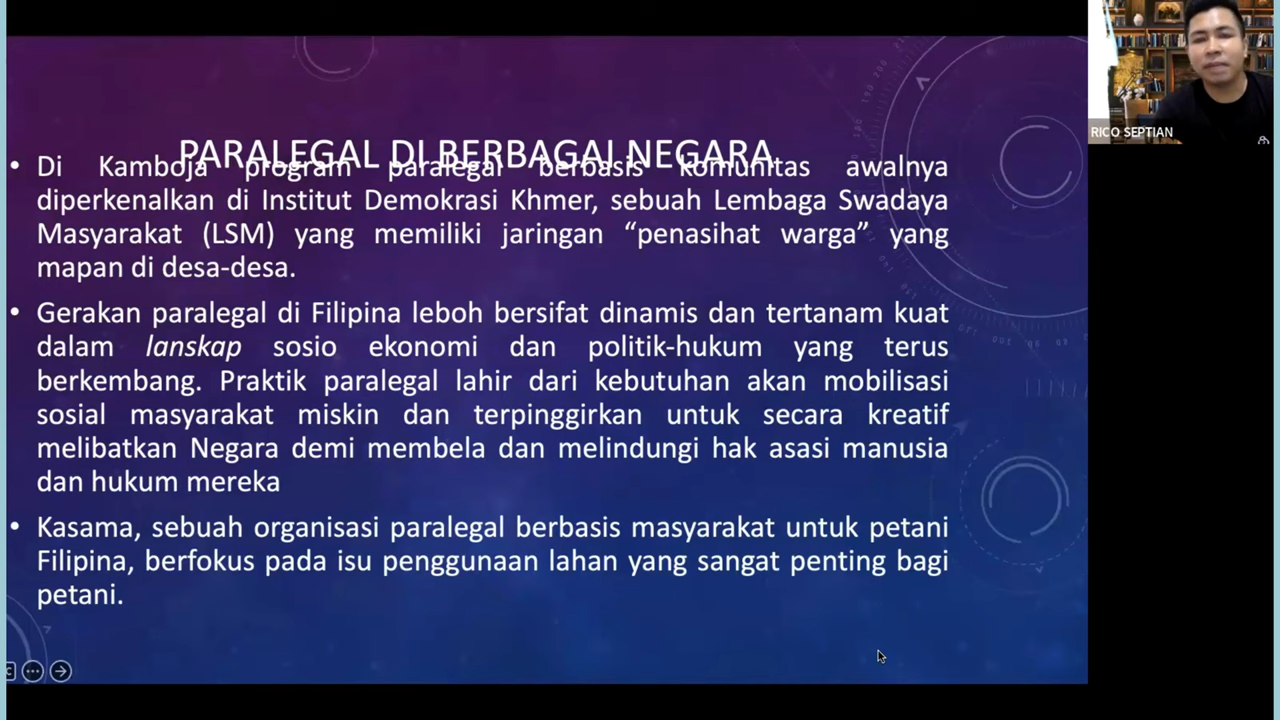 PARALEGAL DI BERBAGAI NEGARA
• Di Kamboja program paralegal berbasis komunitas awalnya
diperkenalkan di Institut Demokrasi Khmer, sebuah Lembaga Swadaya
Masyarakat (LSM) yang memiliki jaringan “penasihat warga” yang
mapan di desa-desa.
• Gerakan paralegal di Filipina leboh bersifat dinamis dan tertanam kuat
dalam lanskap sosio ekonomi dan politik-hukum yang terus
berkembang. Praktik paralegal lahir dari kebutuhan akan mobilisasi
sosial masyarakat miskin dan terpinggirkan untuk secara kreatif
melibatkan Negara demi membela dan melindungi hak asasi manusia
dan hukum mereka
• Kasama, sebuah organisasi paralegal berbasis masyarakat untuk petani
Filipina, berfokus pada isu penggunaan lahan yang sangat penting bagi
petani.
RICO SEPTIAN